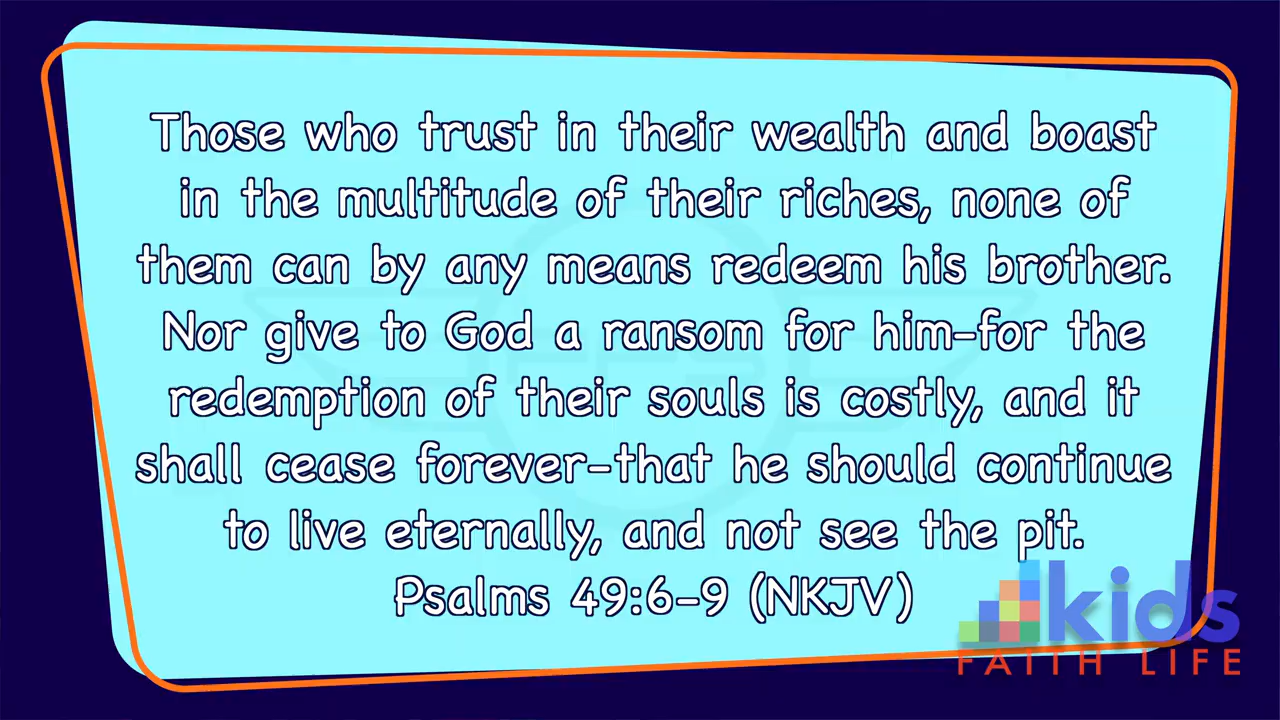 Those who trust in their wealth and boast
in the multitude of their riches, none of
them can by any means redeem his brother.
Nor give to God a ransom for him-for the
redemption of their souls is costly, and it
shall cease forever-that he should continue
to live eternally, and not see the pit.
Psalms 49:6-9 (NKJV)
kids
FAITH LIFE